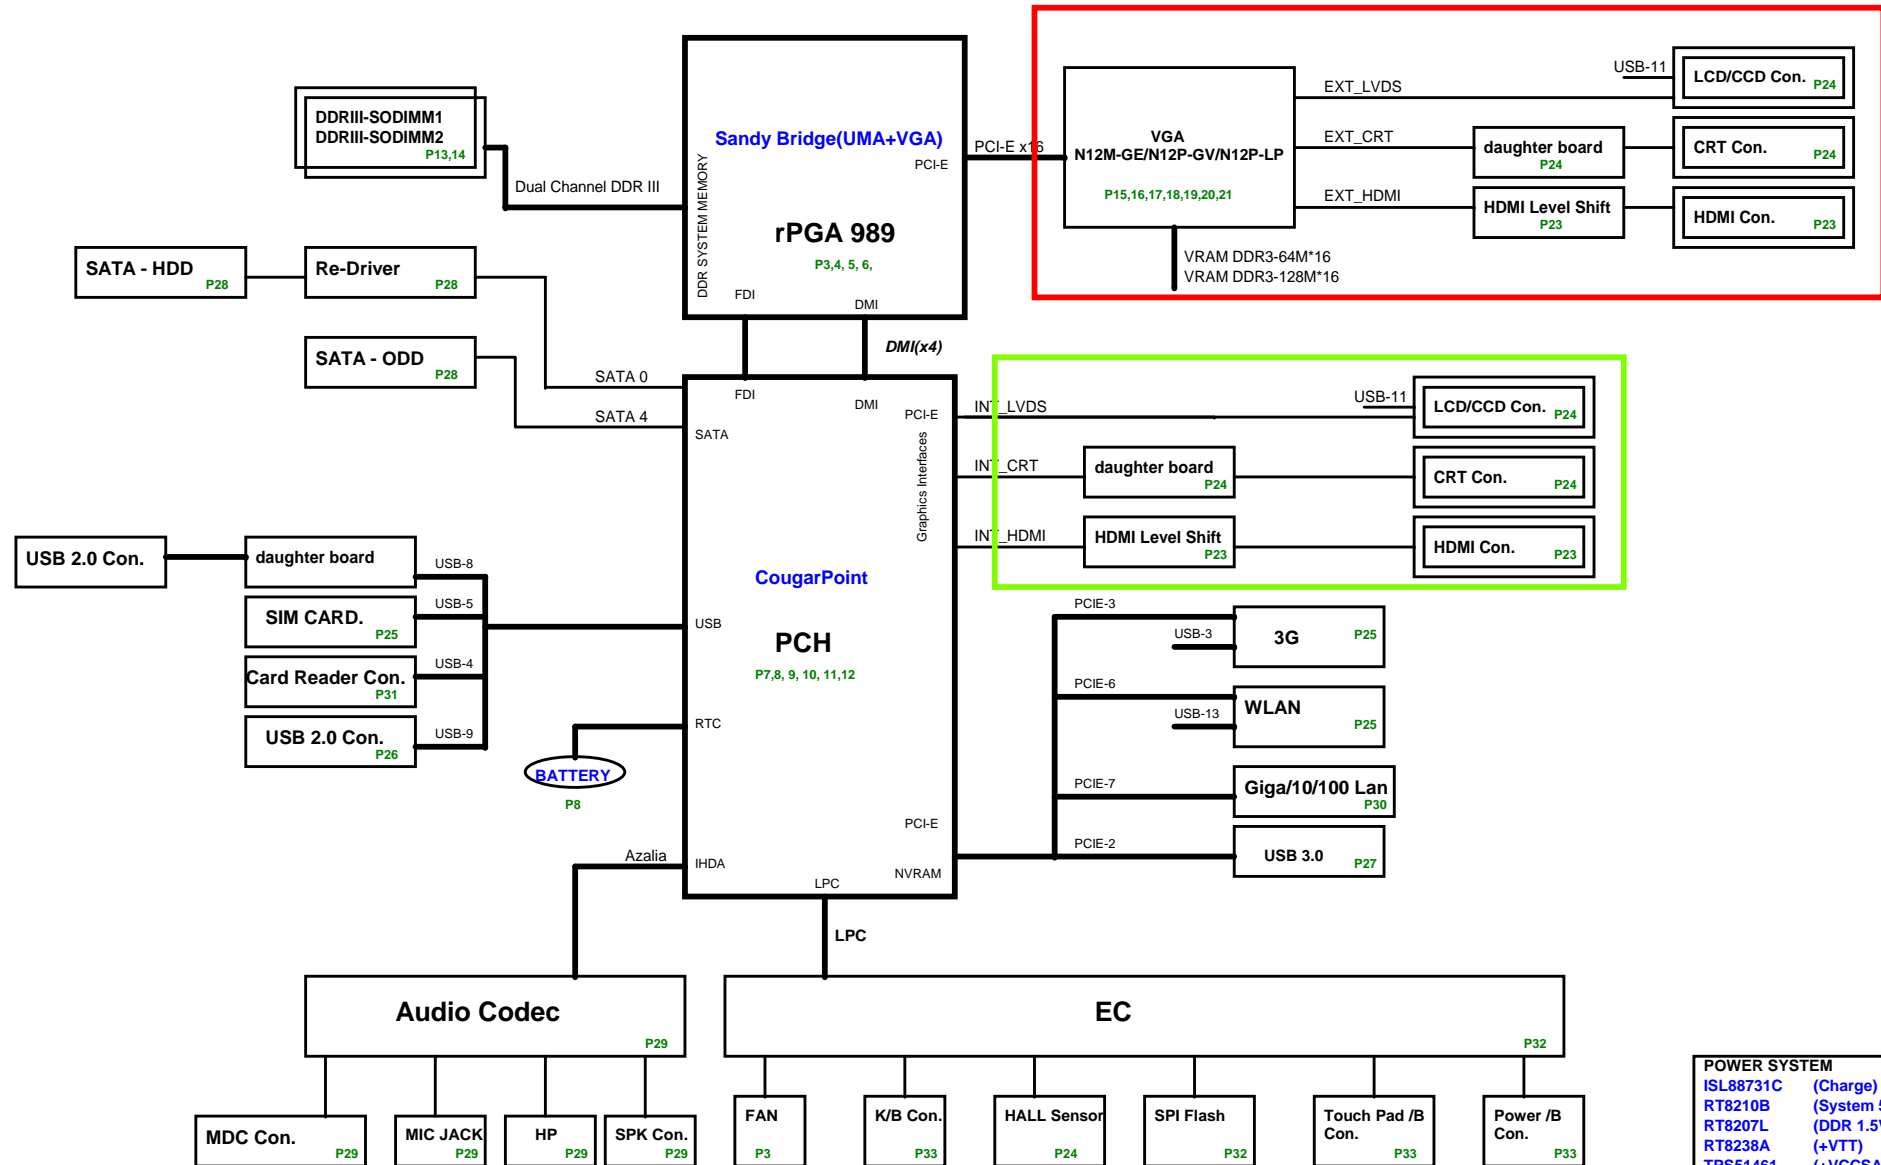 DDRIII-SODIMM1
DDRIII-SODIMM2
P13,14
Dual Channel DDR III
Sandy Bridge(UMA+VGA)
PCI-E
DDR SYSTEM MEMORY
rPGA 989
P3,4, 5, 6,
FDI
DMI
PCI-E x16
VGA
N12M-GE/N12P-GV/N12P-LP
P15,16,17,18,19,20,21
EXT_LVDS
EXT_CRT
EXT_HDMI
USB-11
LCD/CCD Con.
P24
daughter board
P24
CRT Con.
P24
HDMI Level Shift
P23
HDMI Con.
P23
VRAM DDR3-64M*16
VRAM DDR3-128M*16
SATA - HDD
P28
Re-Driver
P28
SATA - ODD
P28
SATA 0
SATA 4
DMI(x4)
FDI
DMI
PCI-E
SATA
Graphics Interfaces
INT_LVDS
INT_CRT
INT_HDMI
USB-11
LCD/CCD Con.
P24
daughter board
P24
CRT Con.
P24
HDMI Level Shift
P23
HDMI Con.
P23
USB 2.0 Con.
daughter board
USB-8
SIM CARD.
P25
USB-5
Card Reader Con.
P31
USB-4
USB 2.0 Con.
P26
USB-9
USB
CougarPoint
PCH
P7,8, 9, 10, 11,12
RTC
BATTERY
P8
PCIE-3
USB-3
3G
P25
PCIE-6
USB-13
WLAN
P25
PCIE-7
Giga/10/100 Lan
P30
PCIE-2
USB 3.0
P27
PCI-E
NVRAM
Azalia
IHDA
LPC
LPC
Audio Codec
P29
EC
P32
MDC Con.
P29
MIC JACK
P29
HP
P29
SPK Con.
P29
FAN
P3
K/B Con.
P33
HALL Sensor
P24
SPI Flash
P32
Touch Pad /B
Con.
P33
Power /B
Con.
P33
POWER SYSTEM
ISL88731C (Charge)
RT8210B (System
RT8207L (DDR 1.5V
RT8238A (+VTT)
TPS51461 (+VCCSA